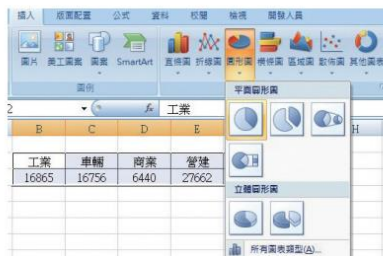 插入 版面配置 公式 資料 校閱 檢視 開發人員
圖片 美工圖案 圖案 SmartArt 直條圖 折線圖 圓形圖 橫條圖 區域圖 散佈圖 其他圖表
圖例
2 fx 工業
平面圓形圖
B C D E H
工業 車輛 商業 營建
16865 16756 6440 27662
立體圓形圖
所有圖表類型(A)...